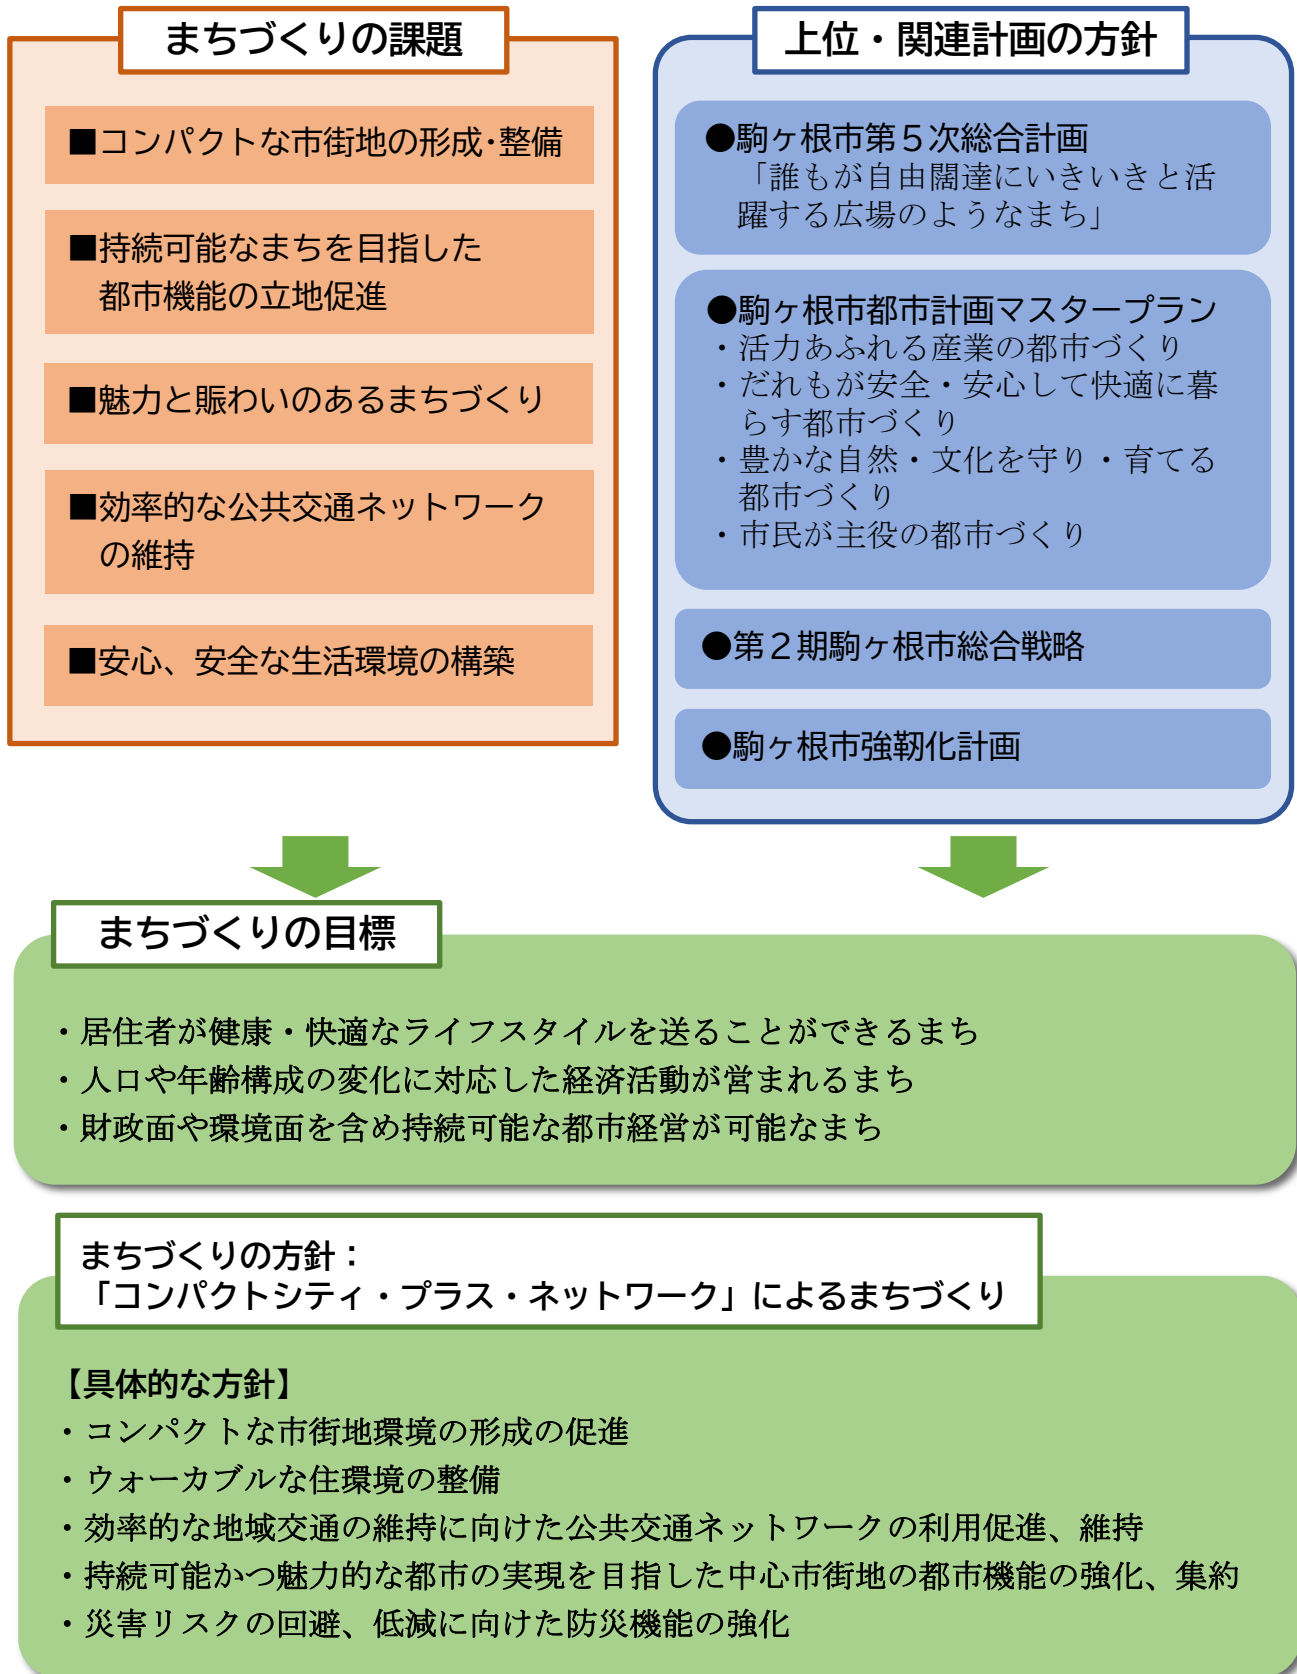 まちづくりの課題
■コンパクトな市街地の形成･整備
■持続可能なまちを目指した
都市機能の立地促進
■魅力と賑わいのあるまちづくり
■効率的な公共交通ネットワーク
の維持
■安心、安全な生活環境の構築
上位・関連計画の方針
●駒ヶ根市第５次総合計画
「誰もが自由闊達にいきいきと活
躍する広場のようなまち」
●駒ヶ根市都市計画マスタープラン
・活力あふれる産業の都市づくり
・だれもが安全・安心して快適に暮
らす都市づくり
・豊かな自然・文化を守り・育てる
都市づくり
・市民が主役の都市づくり
●第２期駒ヶ根市総合戦略
●駒ヶ根市強靭化計画
まちづくりの目標
・居住者が健康・快適なライフスタイルを送ることができるまち
・人口や年齢構成の変化に対応した経済活動が営まれるまち
・財政面や環境面を含め持続可能な都市経営が可能なまち
まちづくりの方針：
「コンパクトシティ・プラス・ネットワーク」によるまちづくり
【具体的な方針】
・コンパクトな市街地環境の形成の促進
・ウォーカブルな住環境の整備
・効率的な地域交通の維持に向けた公共交通ネットワークの利用促進、維持
・持続可能かつ魅力的な都市の実現を目指した中心市街地の都市機能の強化、集約
・災害リスクの回避、低減に向けた防災機能の強化